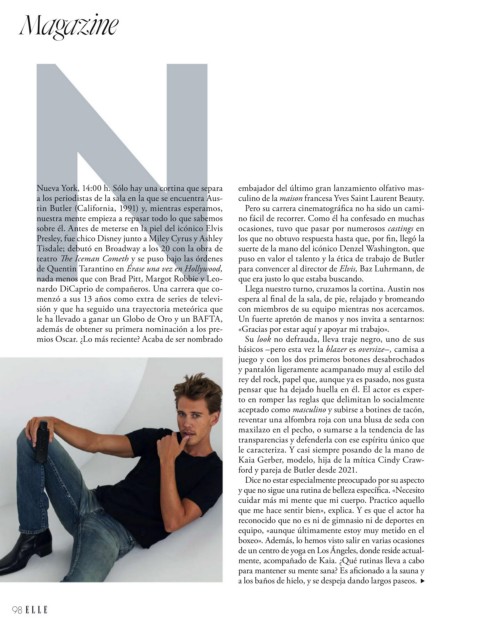 Magazine
N
Nueva York, 14:00 h. Sólo hay una cortina que separa
a los periodistas de la sala en la que se encuentra Aus-
tin Butler (California, 1991) y, mientras esperamos,
nuestra mente empieza a repasar todo lo que sabemos
sobre él. Antes de meterse en la piel del icónico Elvis
Presley, fue chico Disney junto a Miley Cyrus y Ashley
Tisdale; debutó en Broadway a los 20 con la obra de
teatro The Iceman Cometh y se puso bajo las órdenes
de Quentin Tarantino en Érase una vez en Hollywood,
nada menos que con Brad Pitt, Margot Robbie y Leo-
nardo DiCaprio de compañeros. Una carrera que co-
menzó a sus 13 años como extra de series de televi-
sión y que ha seguido una trayectoria meteórica que
le ha llevado a ganar un Globo de Oro y un BAFTA,
además de obtener su primera nominación a los pre-
mios Oscar. ¿Lo más reciente? Acaba de ser nombrado
embajador del último gran lanzamiento olfativo mas-
culino de la maison francesa Yves Saint Laurent Beauty.
Pero su carrera cinematográfica no ha sido un cami-
no fácil de recorrer. Como él ha confesado en muchas
ocasiones, tuvo que pasar por numerosos castings en
los que no obtuvo respuesta hasta que, por fin, llegó la
suerte de la mano del icónico Denzel Washington, que
puso en valor el talento y la ética de trabajo de Butler
para convencer al director de Elvis, Baz Luhrmann, de
que era justo lo que estaba buscando.
Llega nuestro turno, cruzamos la cortina. Austin nos
espera al final de la sala, de pie, relajado y bromeando
con miembros de su equipo mientras nos acercamos.
Un fuerte apretón de manos y nos invita a sentarnos:
«Gracias por estar aquí y apoyar mi trabajo».
Su look no defrauda, lleva traje negro, uno de sus
básicos –pero esta vez la blazer es oversize–, camisa a
juego y con los dos primeros botones desabrochados
y pantalón ligeramente acampanado muy al estilo del
rey del rock, papel que, aunque ya es pasado, nos gusta
pensar que ha dejado huella en él. El actor es exper-
to en romper las reglas que delimitan lo socialmente
aceptado como masculino y subirse a botines de tacón,
reventar una alfombra roja con una blusa de seda con
maxilazo en el pecho, o sumarse a la tendencia de las
transparencias y defenderla con ese espíritu único que
le caracteriza. Y casi siempre posando de la mano de
Kaia Gerber, modelo, hija de la mítica Cindy Craw-
ford y pareja de Butler desde 2021.
Dice no estar especialmente preocupado por su aspecto
y que no sigue una rutina de belleza específica. «Necesito
cuidar más mi mente que mi cuerpo. Practico aquello
que me hace sentir bien», explica. Y es que el actor ha
reconocido que no es ni de gimnasio ni de deportes en
equipo, «aunque últimamente estoy muy metido en el
boxeo». Además, lo hemos visto salir en varias ocasiones
de un centro de yoga en Los Ángeles, donde reside actual-
mente, acompañado de Kaia. ¿Qué rutinas lleva a cabo
para mantener su mente sana? Es aficionado a la sauna y
a los baños de hielo, y se despeja dando largos paseos. ▶
98 ELLE